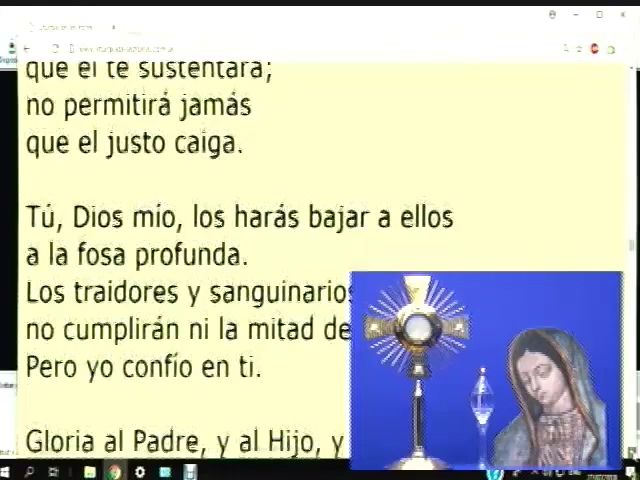 que él te sustentará;
no permitirá jamás
que el justo caiga.
Tú, Dios mío, los harás bajar a ellos
a la fosa profunda.
Los traidores y sanguinarios
no cumplirán ni la mitad de
Pero yo confío en ti.
Gloria al Padre, y al Hijo, y